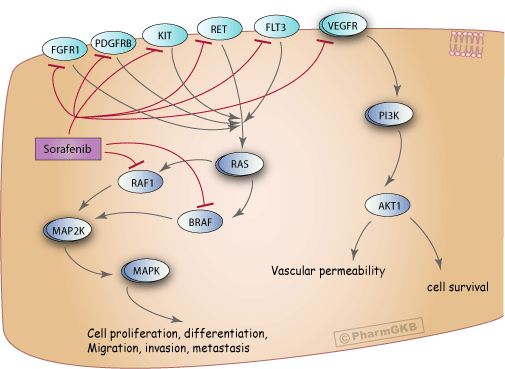 FGFR1
PDGFRB
KIT
RET
FLT3
VEGFR
PI3K
Sorafenib
RAS
RAF1
AKT1
BRAF
MAP2K
MAPK
Vascular permeability
cell survival
Cell proliferation, differentiation,
Migration, invasion, metastasis
© PharmGKB